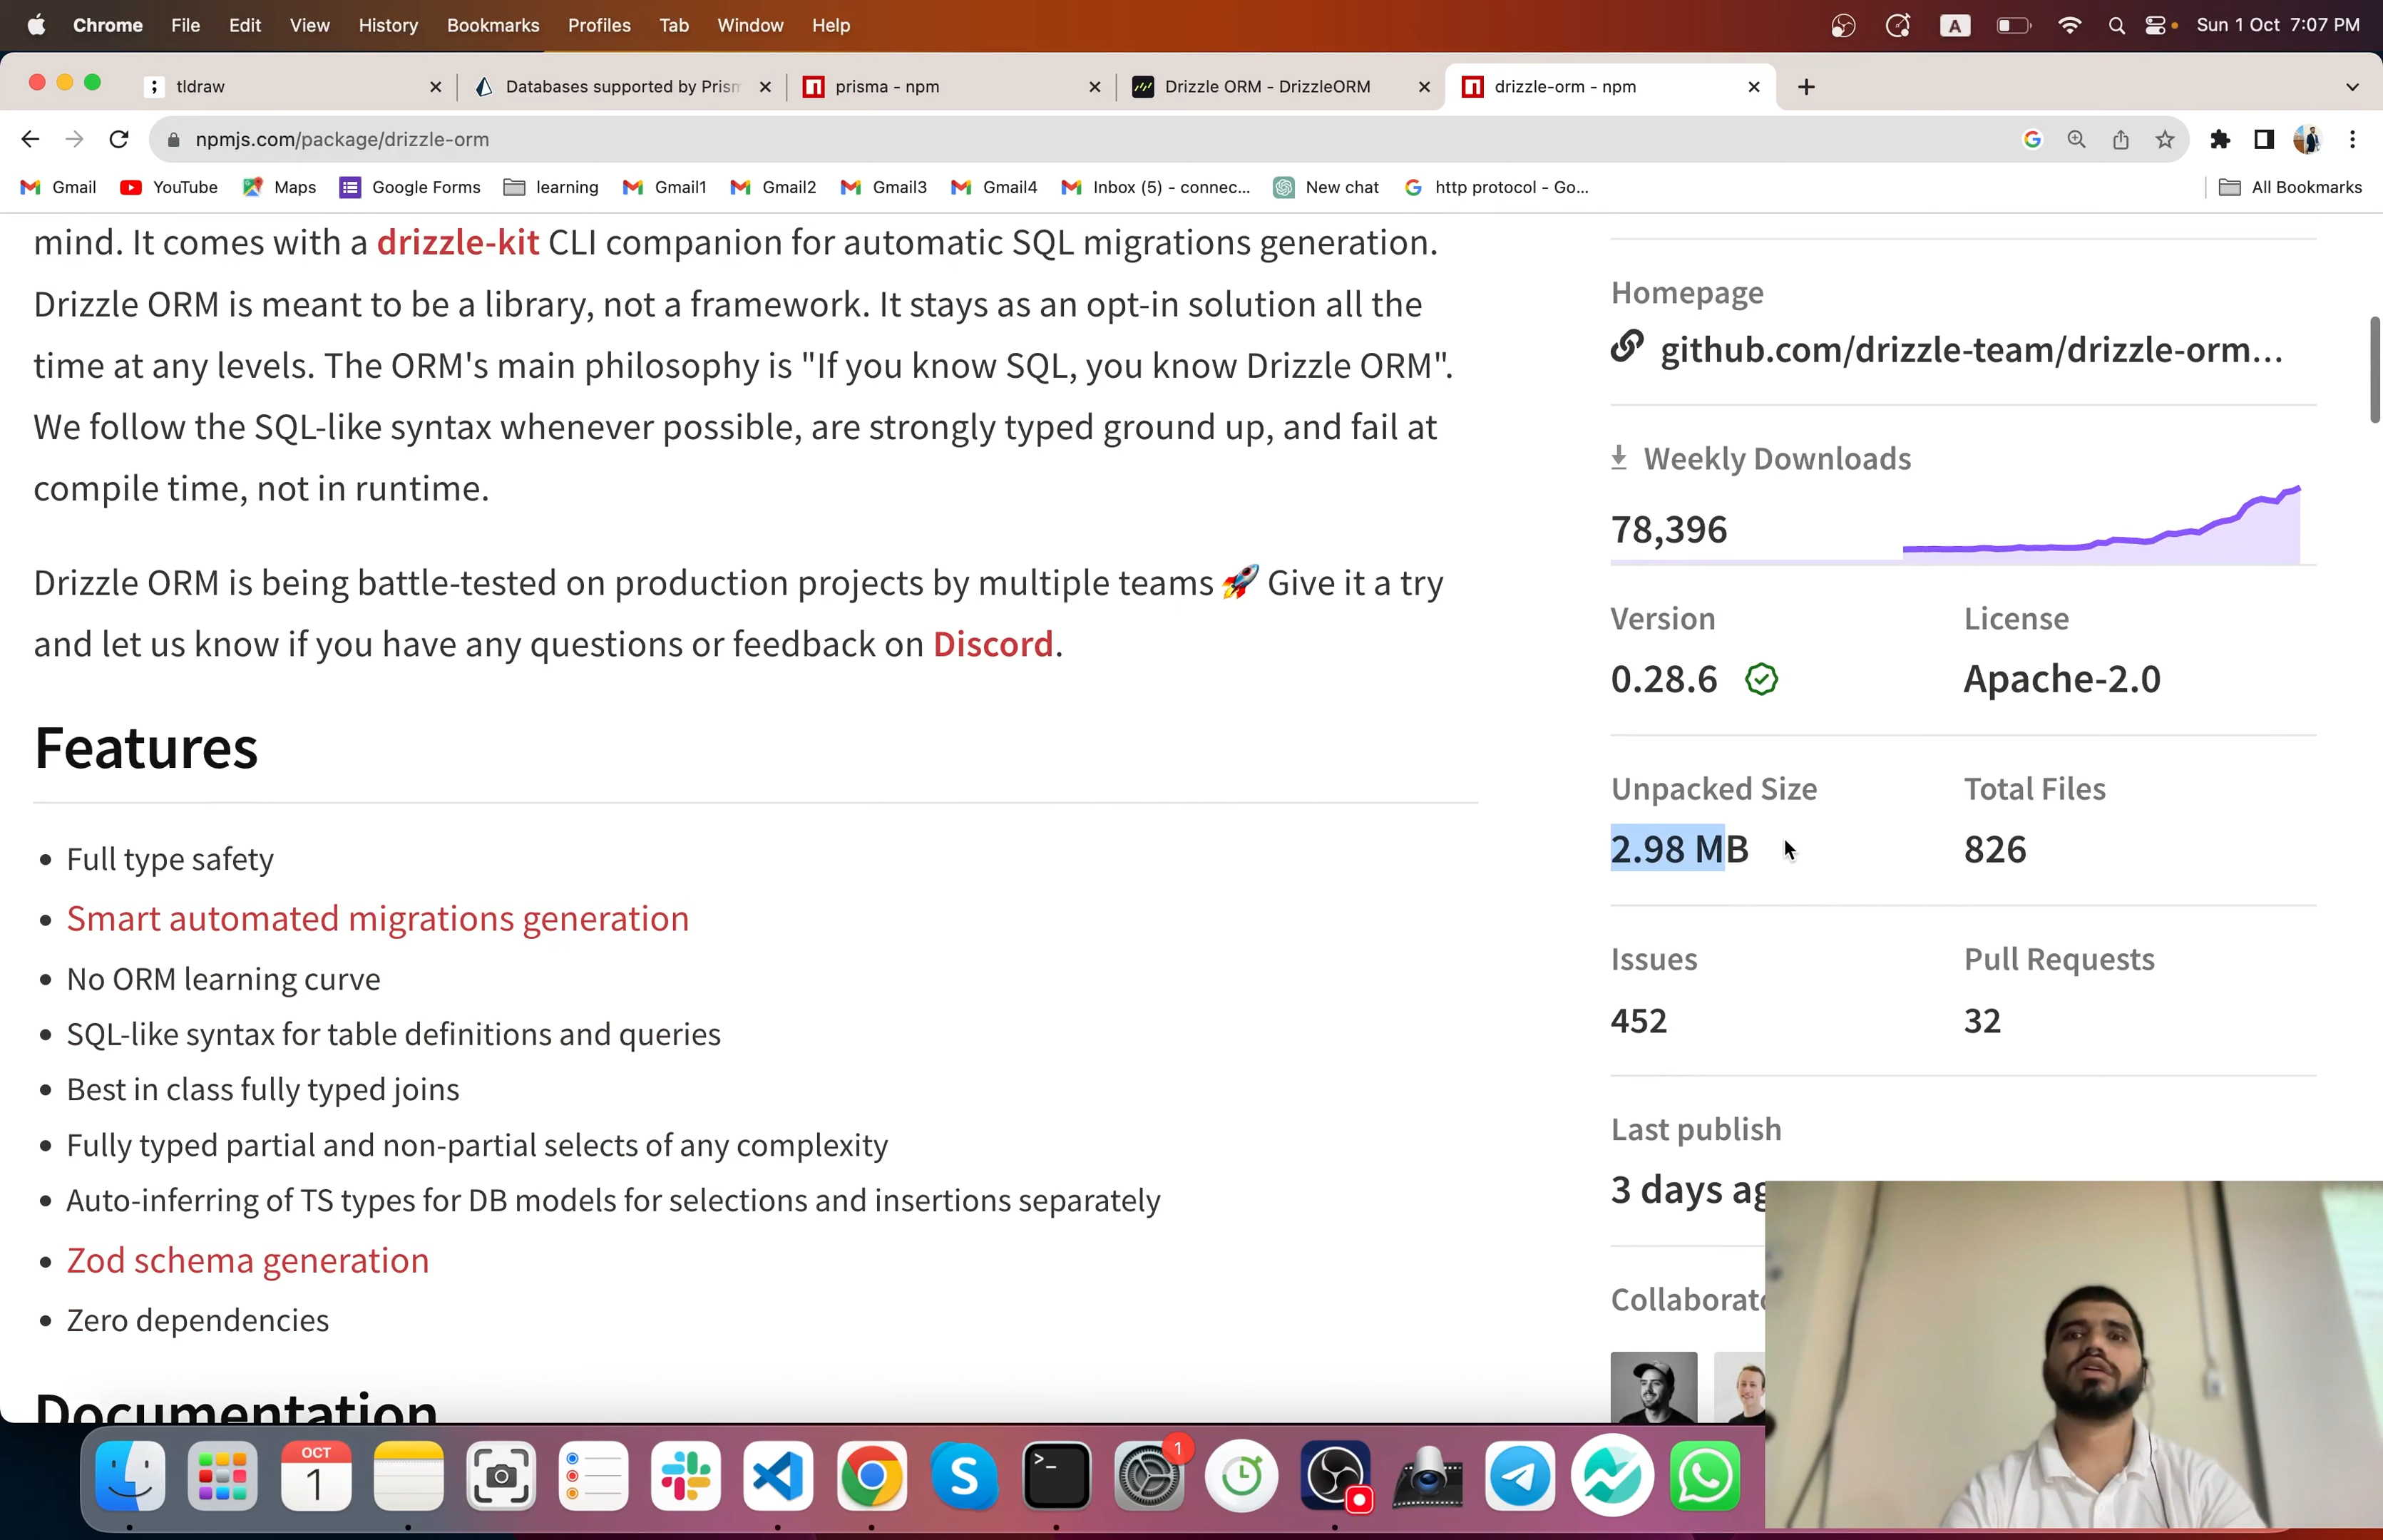 Chrome File Edit View History Bookmarks Profiles Tab Window Help
A
Sun 1 Oct 7:07 PM
tldraw
Databases supported by Prism
prisma - npm
Drizzle ORM - DrizzleORM
drizzle-orm - npm
npmjs.com/package/drizzle-orm
Gmail YouTube Maps Google Forms learning Gmail1 Gmail2 Gmail3 Gmail4 Inbox (5) - connec... New chat http protocol - Go... All Bookmarks
mind. It comes with a drizzle-kit CLI companion for automatic SQL migrations generation.
Drizzle ORM is meant to be a library, not a framework. It stays as an opt-in solution all the
time at any levels. The ORM's main philosophy is "If you know SQL, you know Drizzle ORM".
We follow the SQL-like syntax whenever possible, are strongly typed ground up, and fail at
compile time, not in runtime.
Drizzle ORM is being battle-tested on production projects by multiple teams 🚀 Give it a try
and let us know if you have any questions or feedback on Discord.
Features
• Full type safety
• Smart automated migrations generation
• No ORM learning curve
• SQL-like syntax for table definitions and queries
• Best in class fully typed joins
• Fully typed partial and non-partial selects of any complexity
• Auto-inferring of TS types for DB models for selections and insertions separately
• Zod schema generation
• Zero dependencies
Documentation
Homepage
github.com/drizzle-team/drizzle-orm...
Weekly Downloads
78,396
Version License
0.28.6 Apache-2.0
Unpacked Size Total Files
2.98 MB 826
Issues Pull Requests
452 32
Last publish
3 days ag
Collaborato
OCT
1
S
>_
1